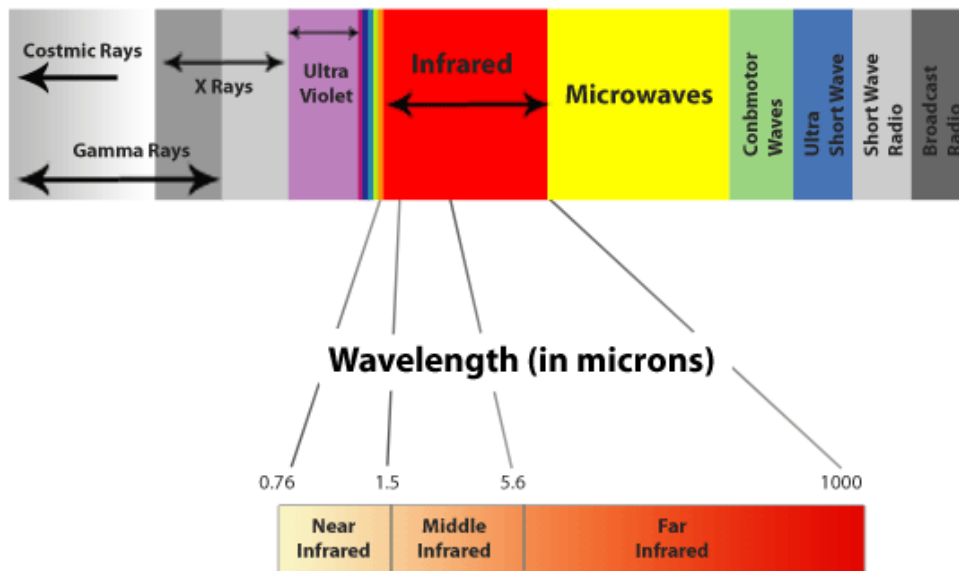 Costmic Rays
X Rays
Gamma Rays
Ultra
Violet
Infrared
Microwaves
Conbmotor
Waves
Ultra
Short Wave
Short Wave
Radio
Broadcast
Radio
Wavelength (in microns)
0.76
1.5
5.6
1000
Near
Infrared
Middle
Infrared
Far
Infrared